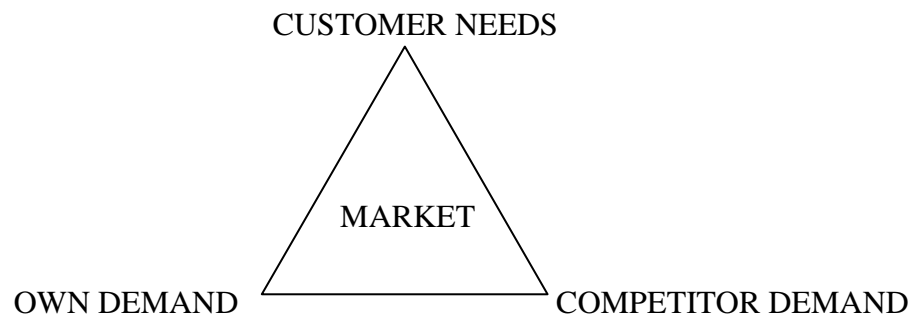 CUSTOMER NEEDS
MARKET
OWN DEMAND
COMPETITOR DEMAND